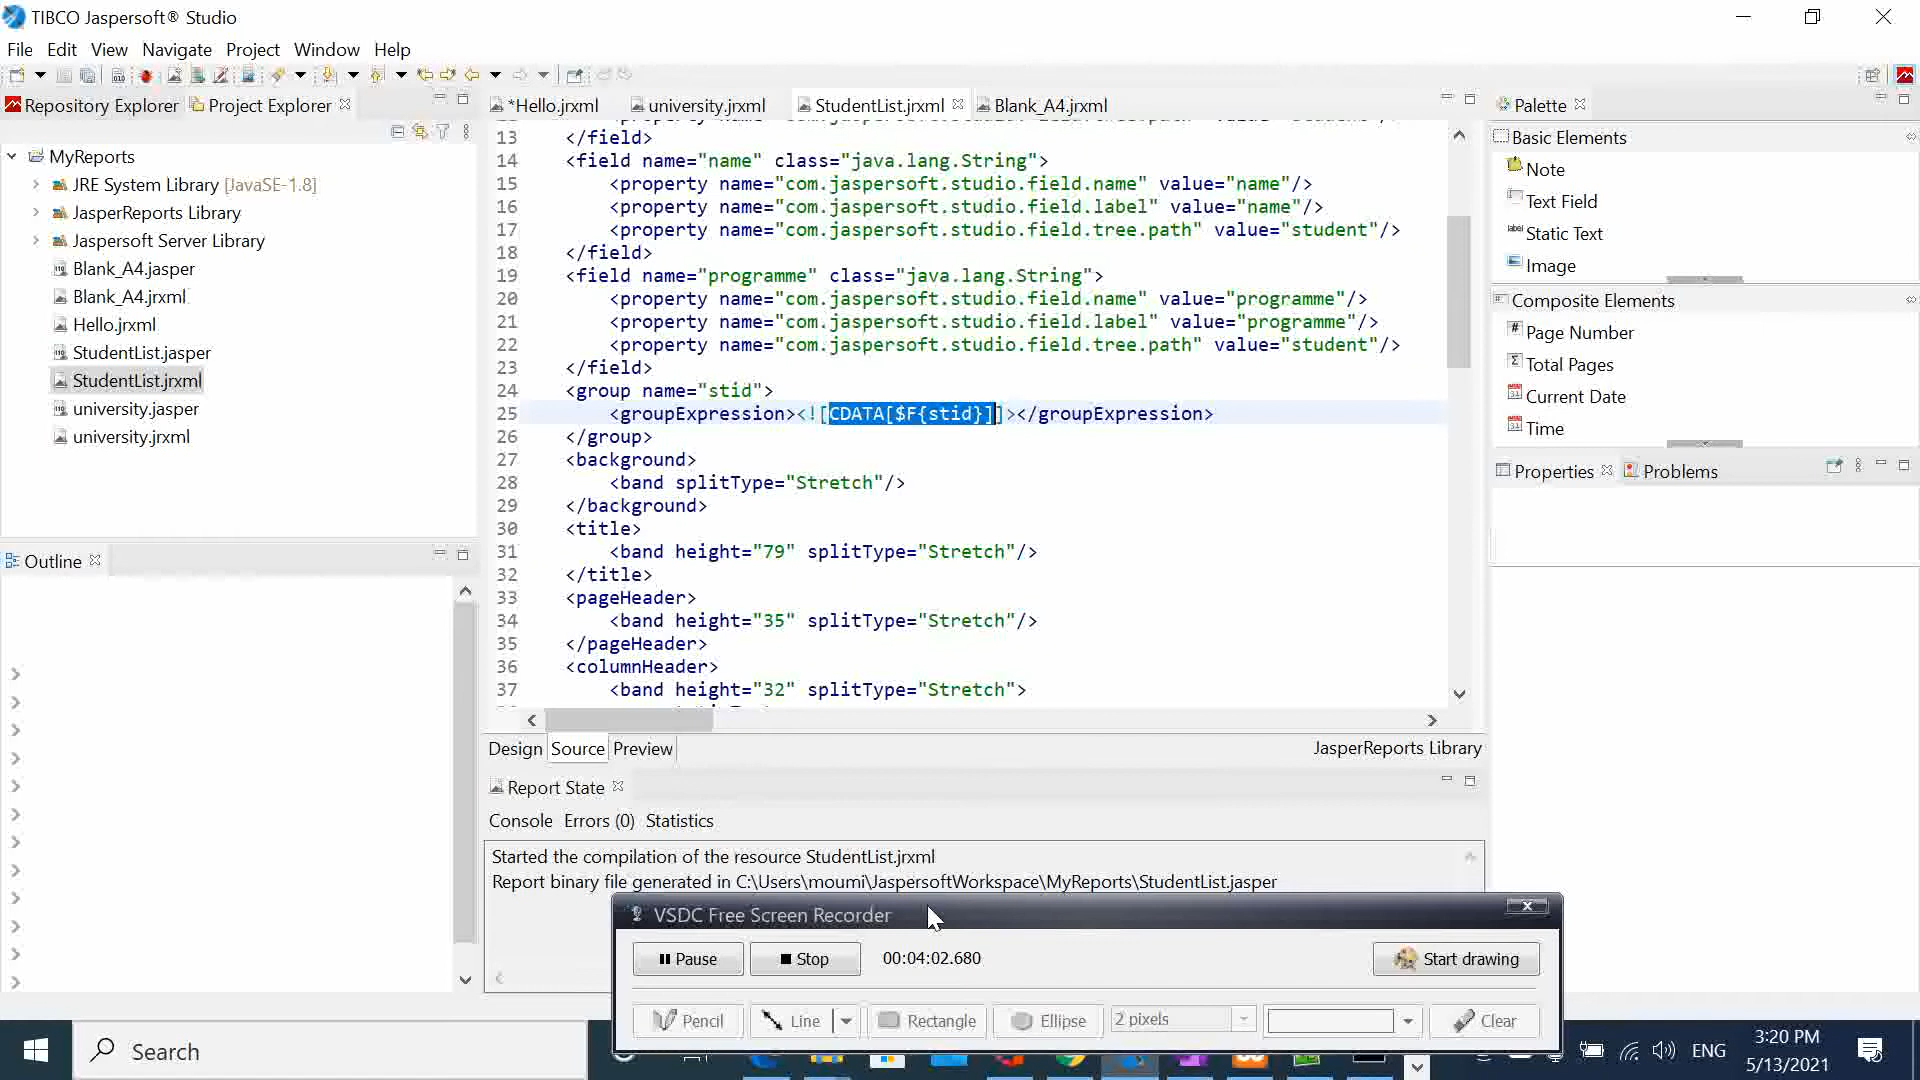 TIBCO Jaspersoft® Studio
File Edit View Navigate Project Window Help
Repository Explorer Project Explorer
MyReports
JRE System Library [JavaSE-1.8]
JasperReports Library
Jaspersoft Server Library
Blank_A4.jasper
Blank_A4.jrxml
Hello.jrxml
StudentList.jasper
StudentList.jrxml
university.jasper
university.jrxml
Outline
*Hello.jrxml university.jrxml StudentList.jrxml Blank_A4.jrxml
13 </field>
14 <field name="name" class="java.lang.String">
15 <property name="com.jaspersoft.studio.field.name" value="name"/>
16 <property name="com.jaspersoft.studio.field.label" value="name"/>
17 <property name="com.jaspersoft.studio.field.tree.path" value="student"/>
18 </field>
19 <field name="programme" class="java.lang.String">
20 <property name="com.jaspersoft.studio.field.name" value="programme"/>
21 <property name="com.jaspersoft.studio.field.label" value="programme"/>
22 <property name="com.jaspersoft.studio.field.tree.path" value="student"/>
23 </field>
24 <group name="stid">
25 <groupExpression><![CDATA[$F{stid}]]></groupExpression>
26 </group>
27 <background>
28 <band splitType="Stretch"/>
29 </background>
30 <title>
31 <band height="79" splitType="Stretch"/>
32 </title>
33 <pageHeader>
34 <band height="35" splitType="Stretch"/>
35 </pageHeader>
36 <columnHeader>
37 <band height="32" splitType="Stretch">
Design Source Preview
JasperReports Library
Report State
Console Errors (0) Statistics
Started the compilation of the resource StudentList.jrxml
Report binary file generated in C:\Users\moumi\JaspersoftWorkspace\MyReports\StudentList.jasper
Palette
Basic Elements
Note
Text Field
Static Text
Image
Composite Elements
Page Number
Total Pages
Current Date
Time
Properties Problems
VSDC Free Screen Recorder
Pause Stop 00:04:02.680 Start drawing
Pencil Line Rectangle Ellipse 2 pixels Clear
Search
ENG
3:20 PM
5/13/2021